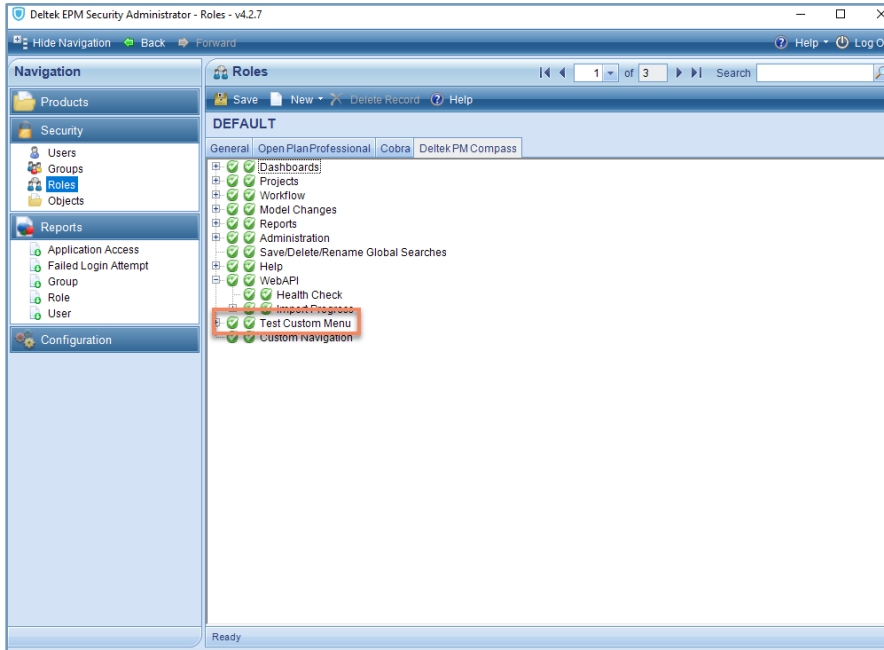 Deltek EPM Security Administrator - Roles - v4.2.7
Hide Navigation Back Forward Help Log O
Navigation
Products
Security
Users
Groups
Roles
Objects
Reports
Application Access
Failed Login Attempt
Group
Role
User
Configuration
Roles 1 of 3 Search
Save New Delete Record Help
DEFAULT
General OpenPlanProfessional Cobra Deltek PM Compass
Dashboards
Projects
Workflow
Model Changes
Reports
Administration
Save/Delete/Rename Global Searches
Help
WebAPI
Health Check
Import Progress
Test Custom Menu
Custom Navigation
Ready